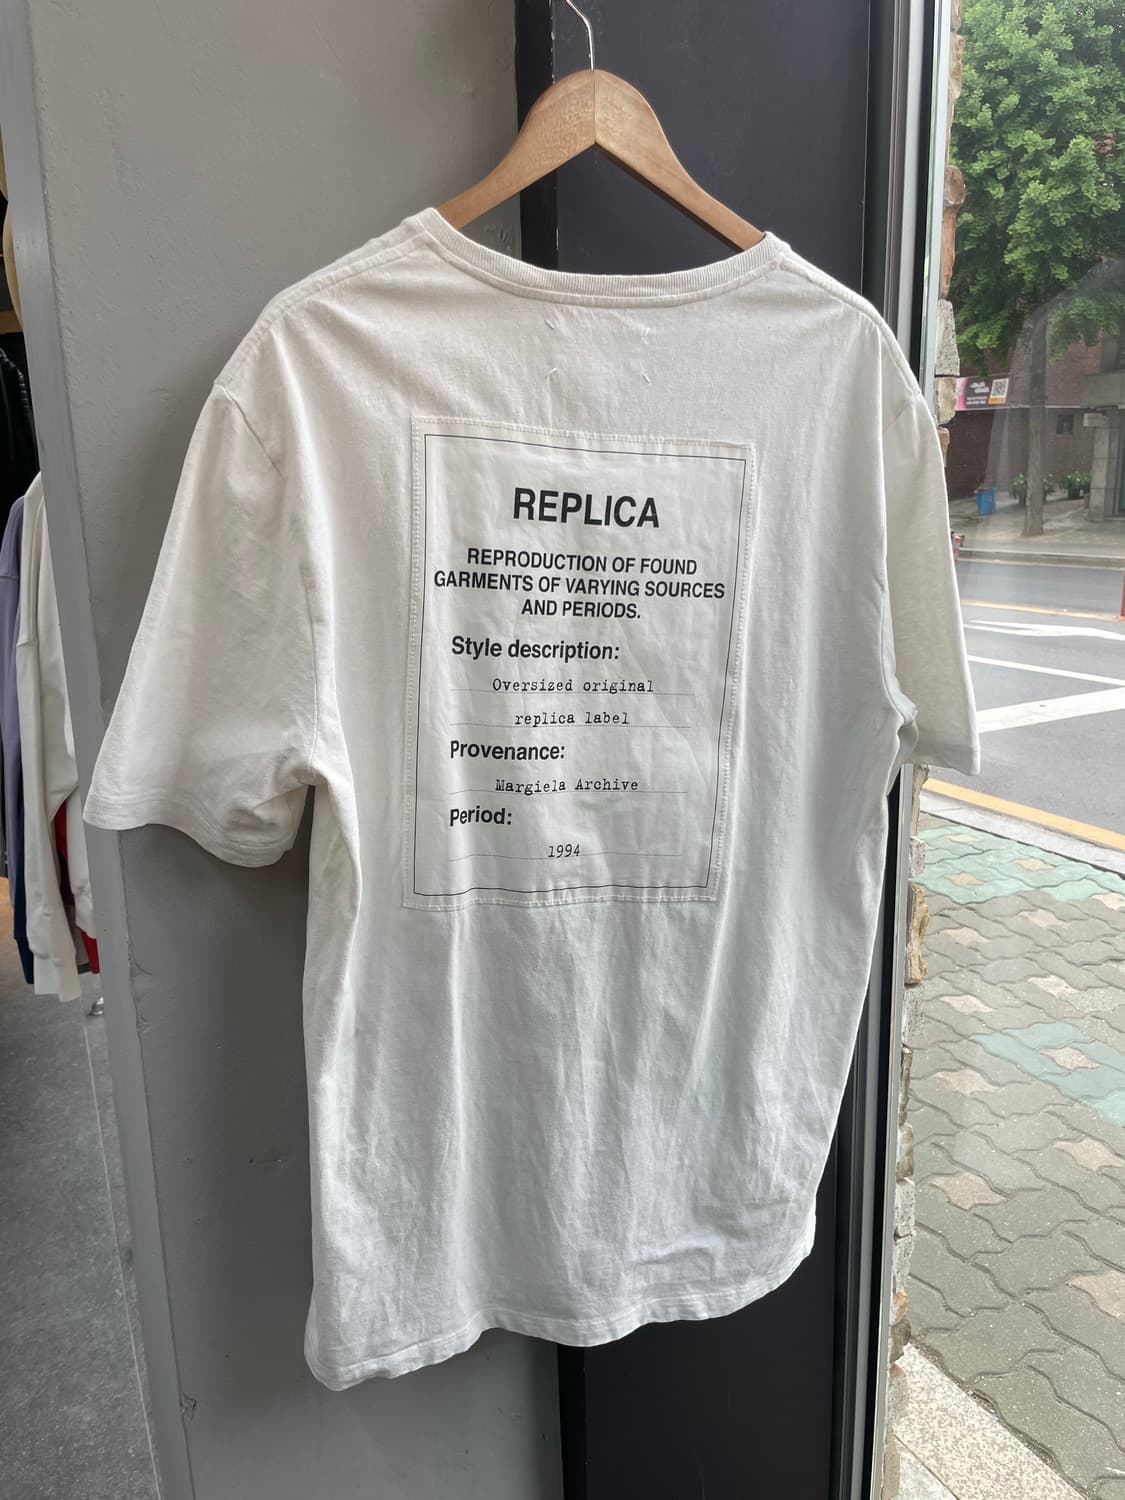 REPLICA
REPRODUCTION OF FOUND
GARMENTS OF VARYING SOURCES
AND PERIODS.
Style description:
Oversized original
replica label
Provenance:
Margiela Archive
Period:
1994